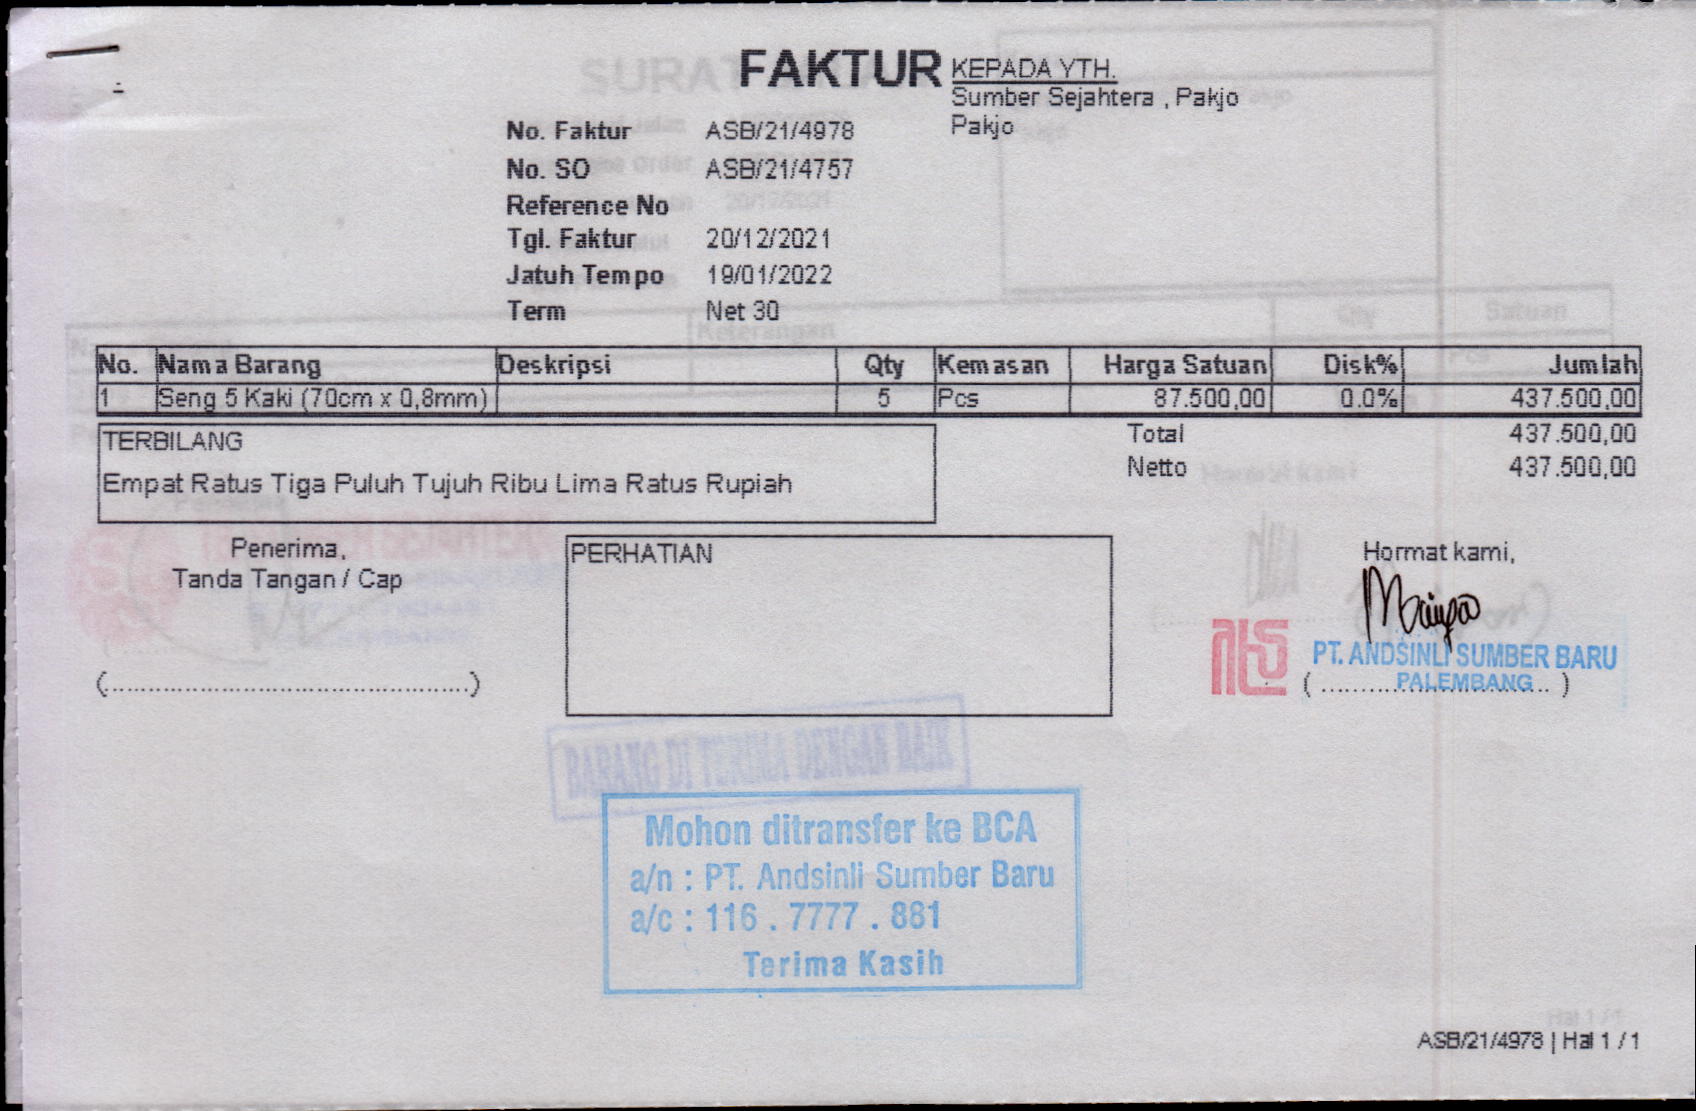 FAKTUR
KEPADA YTH.
Sumber Sejahtera , Pakjo
Pakjo
No. Faktur ASB/21/4978
No. SO ASB/21/4757
Reference No
Tgl. Faktur 20/12/2021
Jatuh Tempo 19/01/2022
Term Net 30
No. Nama Barang Deskripsi Qty Kemasan Harga Satuan Disk% Jumlah
1 Seng 5 Kaki (70cm x 0,8mm) 5 Pcs 87.500,00 0.0% 437.500,00
TERBILANG
Empat Ratus Tiga Puluh Tujuh Ribu Lima Ratus Rupiah
Total 437.500,00
Netto 437.500,00
Penerima,
Tanda Tangan / Cap
(................................................)
PERHATIAN
Hormat kami,
PT. ANDSINLI SUMBER BARU
PALEMBANG
BARANG DI TERIMA DENGAN BAIK
Mohon ditransfer ke BCA
a/n : PT. Andsinli Sumber Baru
a/c : 116 . 7777 . 881
Terima Kasih
ASB/21/4978 | Hal 1 / 1